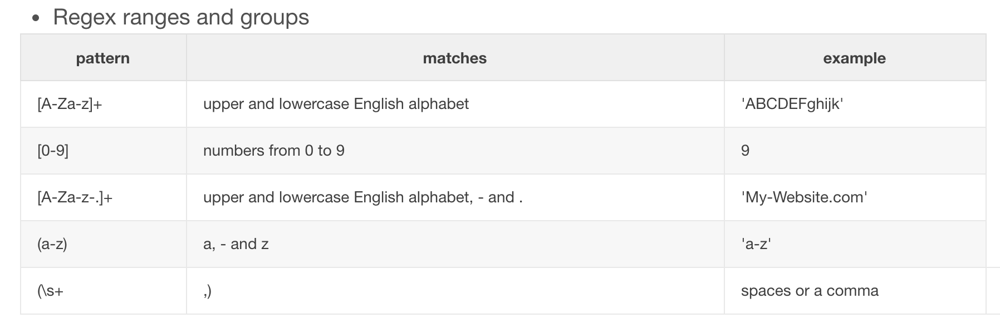 • Regex ranges and groups
pattern matches example
[A-Za-z]+ upper and lowercase English alphabet 'ABCDEFghijk'
[0-9] numbers from 0 to 9 9
[A-Za-z-.]+ upper and lowercase English alphabet, - and . 'My-Website.com'
(a-z) a, - and z 'a-z'
(\s+ ,) spaces or a comma